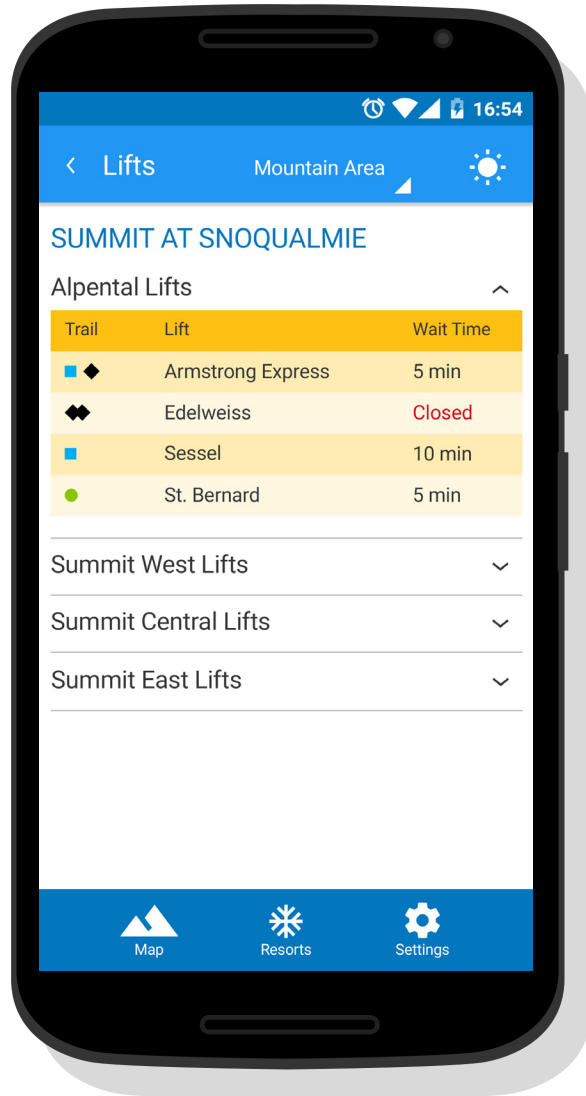 16:54
Lifts Mountain Area
SUMMIT AT SNOQUALMIE
Alpental Lifts
Trail Lift Wait Time
Armstrong Express 5 min
Edelweiss Closed
Sessel 10 min
St. Bernard 5 min
Summit West Lifts
Summit Central Lifts
Summit East Lifts
Map Resorts Settings